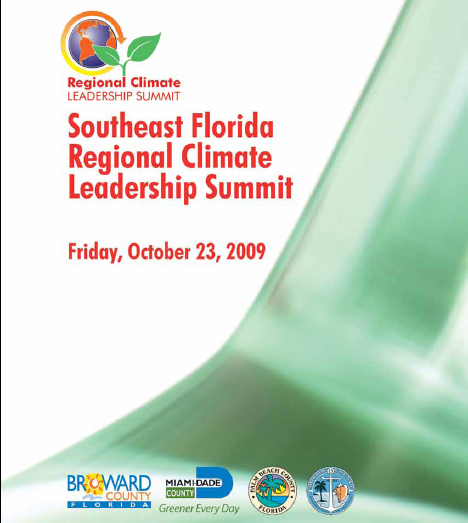 Regional Climate
LEADERSHIP SUMMIT
Southeast Florida
Regional Climate
Leadership Summit
Friday, October 23, 2009
BROWARD
COUNTY
FLORIDA
MIAMI-DADE
COUNTY
Greener Every Day
PALM BEACH COUNTY
FLORIDA